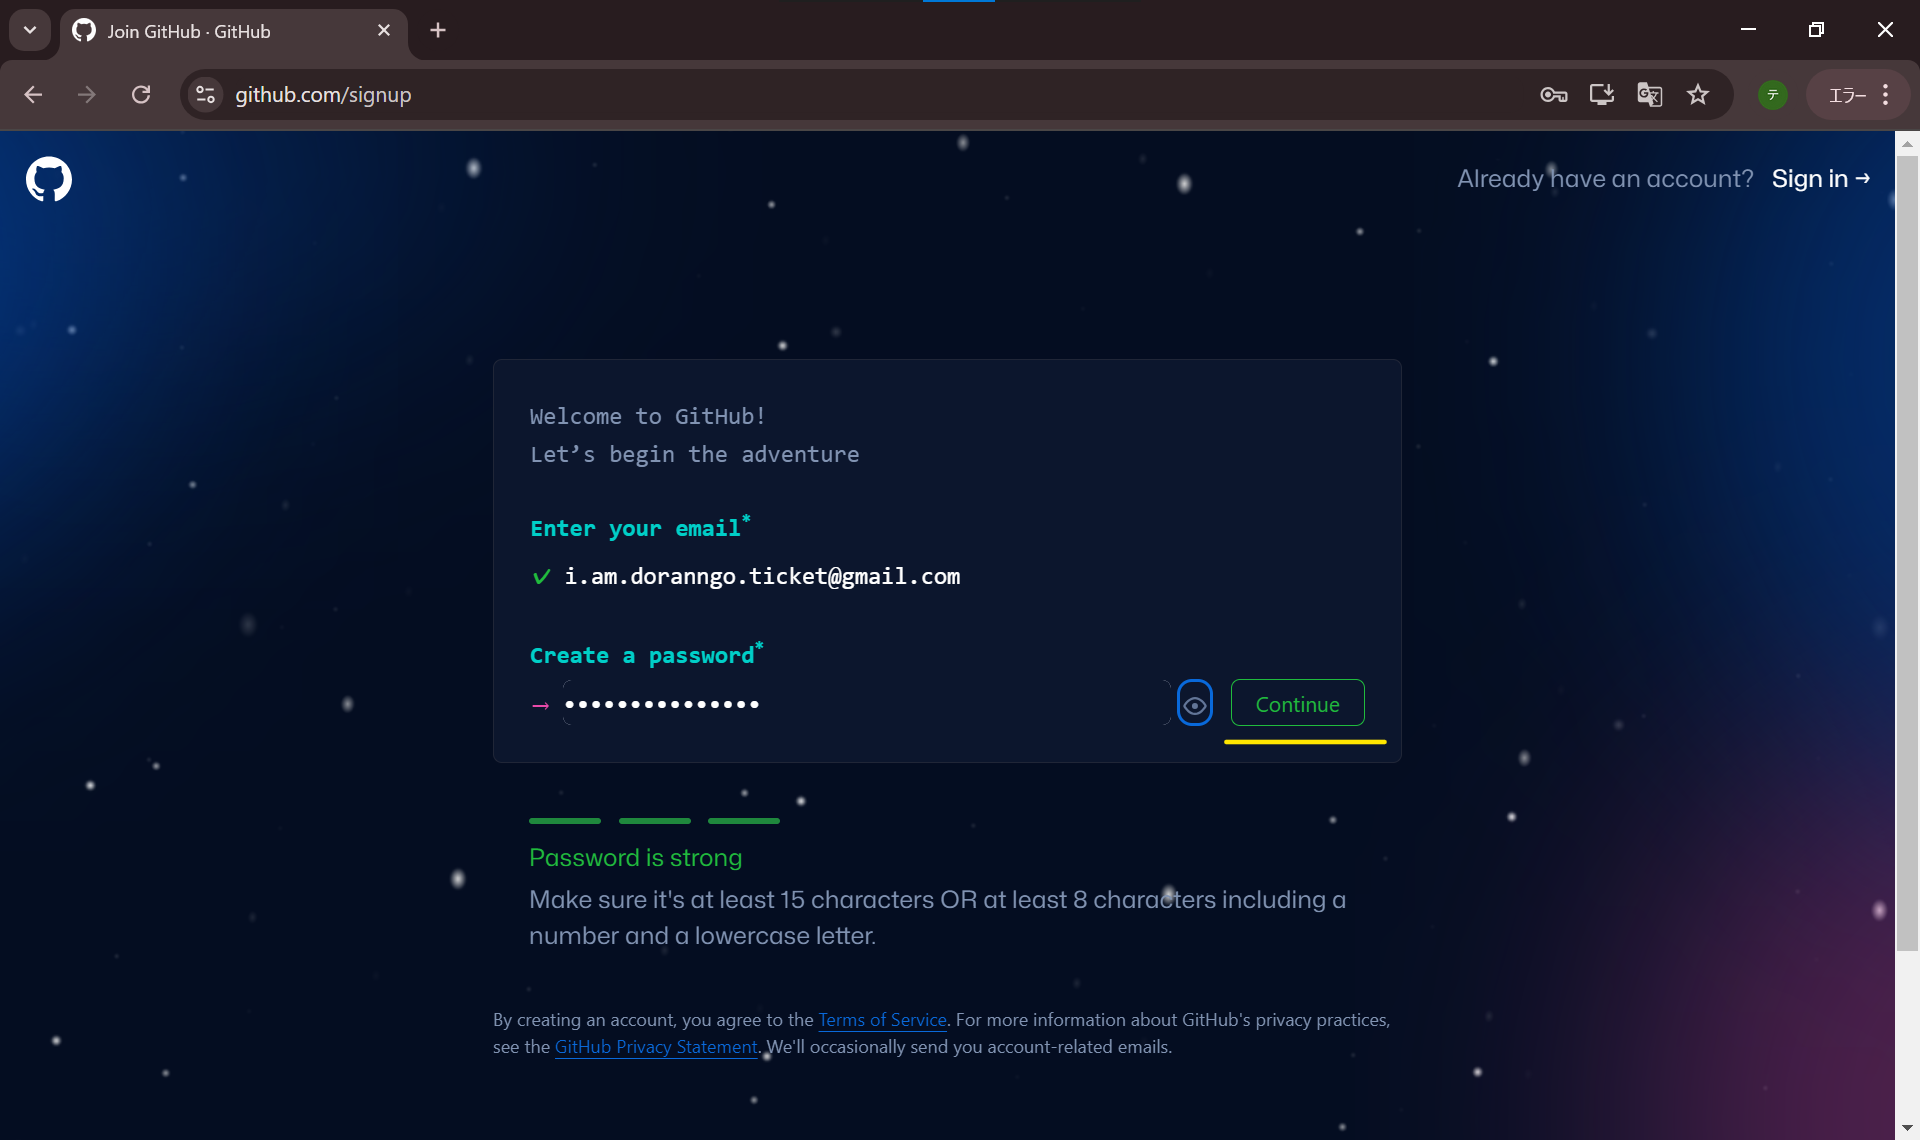 Join GitHub · GitHub
github.com/signup
テ
エラー
Already have an account? Sign in →
Welcome to GitHub!
Let’s begin the adventure
Enter your email*
✓ i.am.doranngo.ticket@gmail.com
Create a password*
→ •••••••••••••••
Continue
Password is strong
Make sure it's at least 15 characters OR at least 8 characters including a
number and a lowercase letter.
By creating an account, you agree to the Terms of Service. For more information about GitHub's privacy practices,
see the GitHub Privacy Statement. We'll occasionally send you account-related emails.